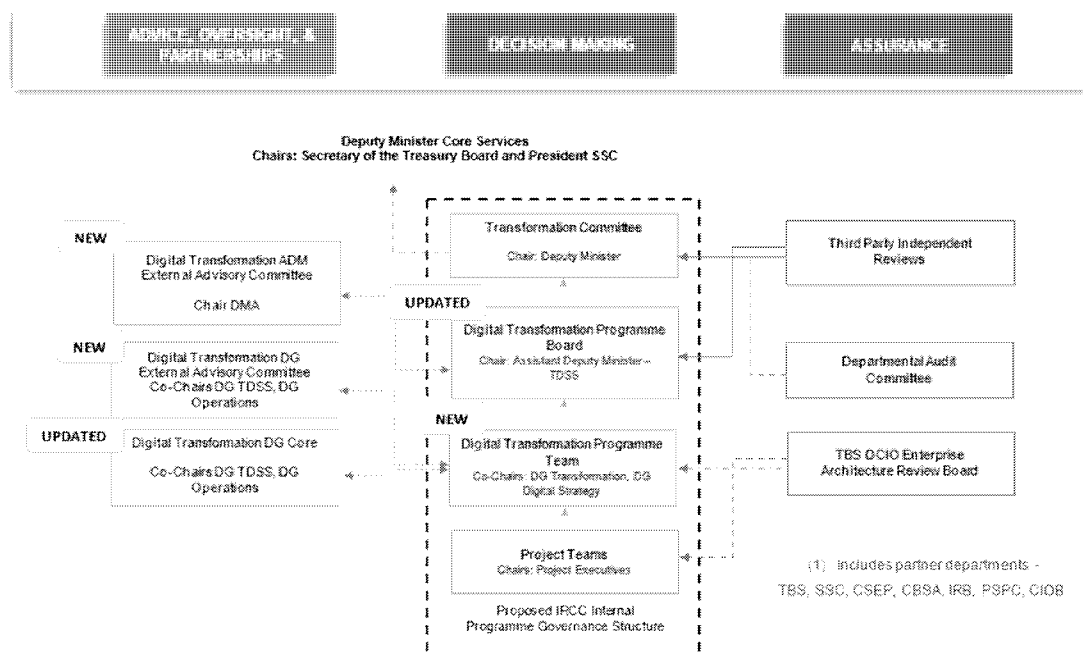 ADVICE, OVERSIGHT, &
PARTNERSHIPS
DECISION MAKING
ASSURANCE
Deputy Minister Core Services
Chairs: Secretary of the Treasury Board and President SSC
NEW
Digital Transformation ADM
External Advisory Committee
Chair DMA
NEW
Digital Transformation DG
External Advisory Committee
Co-Chairs DG TDSS, DG
Operations
UPDATED
Digital Transformation DG Core
Co-Chairs DG TDSS, DG
Operations
Transformation Committee
Chair: Deputy Minister
UPDATED
Digital Transformation Programme
Board
Chair: Assistant Deputy Minister –
TDSS
NEW
Digital Transformation Programme
Team
Co-Chairs: DG Transformation, DG
Digital Strategy
Project Teams
Chairs: Project Executives
Proposed IRCC Internal
Programme Governance Structure
Third Party Independent
Reviews
Departmental Audit
Committee
TBS OCIO Enterprise
Architecture Review Board
(1) Includes partner departments -
TBS, SSC, CSEP, CBSA, IRB, PSPC, CIOB